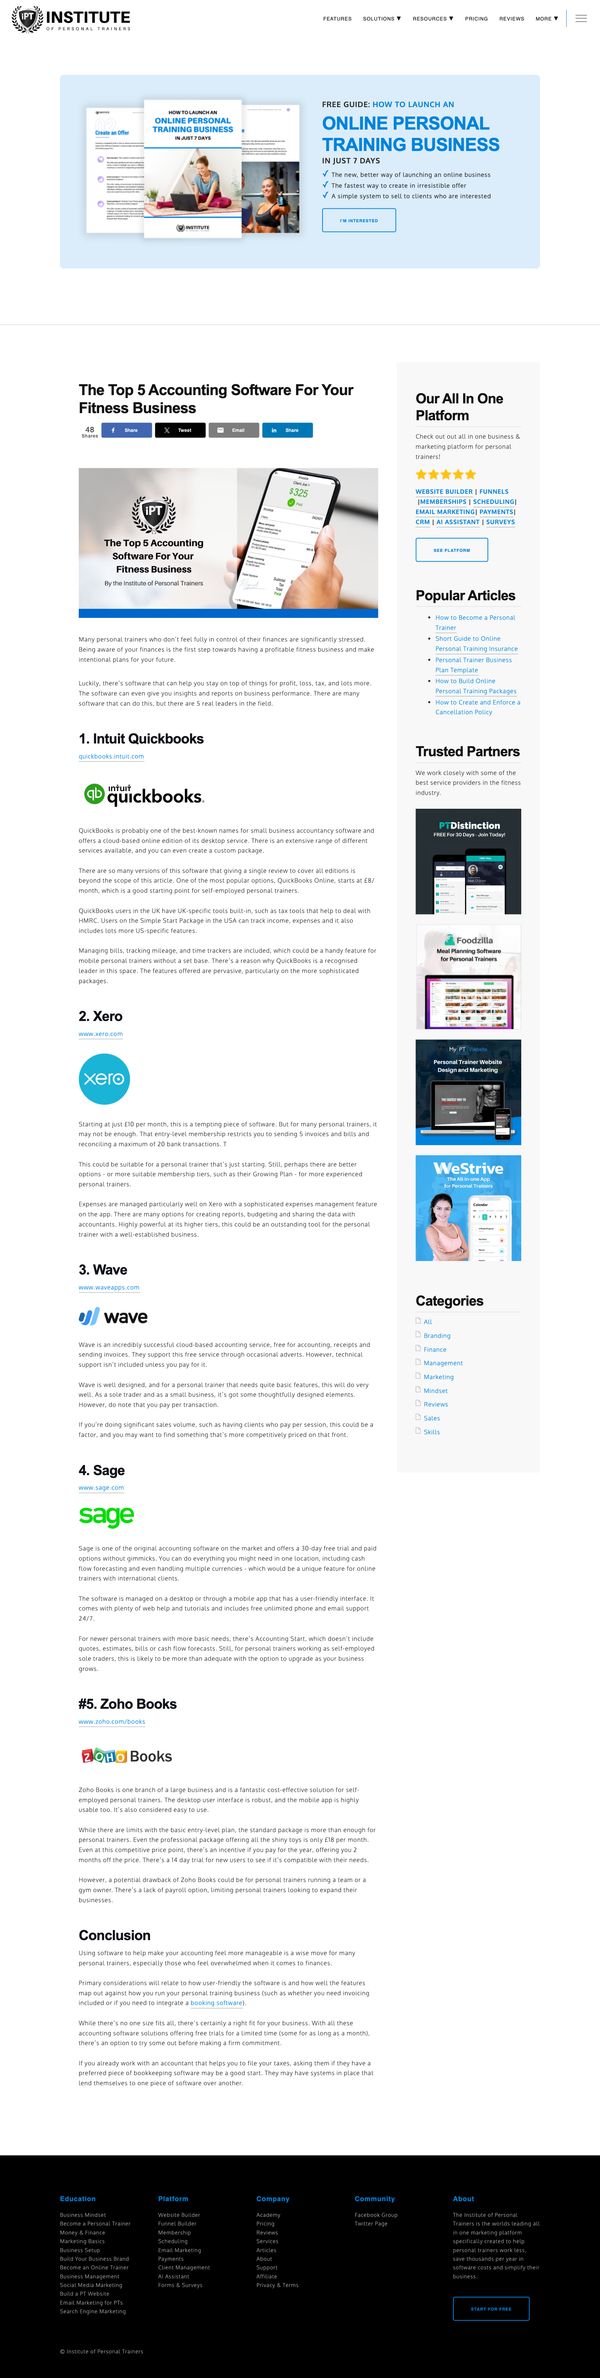 iPT INSTITUTE
OF PERSONAL TRAINERS
FEATURES SOLUTIONS ▼ RESOURCES ▼ PRICING REVIEWS MORE ▼
Create an Offer
HOW TO LAUNCH AN
ONLINE PERSONAL
TRAINING BUSINESS
IN JUST 7 DAYS
INSTITUTE
FREE GUIDE: HOW TO LAUNCH AN
ONLINE PERSONAL
TRAINING BUSINESS
IN JUST 7 DAYS
✓ The new, better way of launching an online business
✓ The fastest way to create in irresistible offer
✓ A simple system to sell to clients who are interested
I'M INTERESTED
The Top 5 Accounting Software For Your
Fitness Business
48
Shares
Share
Tweet
Email
Share
iPT
The Top 5 Accounting
Software For Your
Fitness Business
By the Institute of Personal Trainers
$325
Paid
Many personal trainers who don't feel fully in control of their finances are significantly stressed.
Being aware of your finances is the first step towards having a profitable fitness business and make
intentional plans for your future.
Luckily, there's software that can help you stay on top of things for profit, loss, tax, and lots more.
The software can even give you insights and reports on business performance. There are many
software that can do this, but there are 5 real leaders in the field.
1. Intuit Quickbooks
quickbooks.intuit.com
qb intuit quickbooks.
QuickBooks is probably one of the best-known names for small business accountancy software and
offers a cloud-based online edition of its desktop service. There is an extensive range of different
services available, and you can even create a custom package.
There are so many versions of this software that giving a single review to cover all editions is
beyond the scope of this article. One of the most popular options, QuickBooks Online, starts at £8/
month, which is a good starting point for self-employed personal trainers.
QuickBooks users in the UK have UK-specific tools built-in, such as tax tools that help to deal with
HMRC. Users on the Simple Start Package in the USA can track income, expenses and it also
includes lots more US-specific features.
Managing bills, tracking mileage, and time trackers are included, which could be a handy feature for
mobile personal trainers without a set base. There's a reason why QuickBooks is a recognised
leader in this space. The features offered are pervasive, particularly on the more sophisticated
packages.
2. Xero
www.xero.com
xero
Starting at just £10 per month, this is a tempting piece of software. But for many personal trainers, it
may not be enough. That entry-level membership restricts you to sending 5 invoices and bills and
reconciling a maximum of 20 bank transactions. T
This could be suitable for a personal trainer that's just starting. Still, perhaps there are better
options - or more suitable membership tiers, such as their Growing Plan - for more experienced
personal trainers.
Expenses are managed particularly well on Xero with a sophisticated expenses management feature
on the app. There are many options for creating reports, budgeting and sharing the data with
accountants. Highly powerful at its higher tiers, this could be an outstanding tool for the personal
trainer with a well-established business.
3. Wave
www.waveapps.com
wave
Wave is an incredibly successful cloud-based accounting service, free for accounting, receipts and
sending invoices. They support this free service through occasional adverts. However, technical
support isn't included unless you pay for it.
Wave is well designed, and for a personal trainer that needs quite basic features, this will do very
well. As a sole trader and as a small business, it's got some thoughtfully designed elements.
However, do note that you pay per transaction.
If you're doing significant sales volume, such as having clients who pay per session, this could be a
factor, and you may want to find something that's more competitively priced on that front.
4. Sage
www.sage.com
sage
Sage is one of the original accounting software on the market and offers a 30-day free trial and paid
options without gimmicks. You can do everything you might need in one location, including cash
flow forecasting and even handling multiple currencies - which would be a unique feature for online
trainers with international clients.
The software is managed on a desktop or through a mobile app that has a user-friendly interface. It
comes with plenty of web help and tutorials and includes free unlimited phone and email support
24/7.
For newer personal trainers with more basic needs, there's Accounting Start, which doesn't include
quotes, estimates, bills or cash flow forecasts. Still, for personal trainers working as self-employed
sole traders, this is likely to be more than adequate with the option to upgrade as your business
grows.
#5. Zoho Books
www.zoho.com/books
ZOHO Books
Zoho Books is one branch of a large business and is a fantastic cost-effective solution for self-
employed personal trainers. The desktop user interface is robust, and the mobile app is highly
usable too. It's also considered easy to use.
While there are limits with the basic entry-level plan, the standard package is more than enough for
personal trainers. Even the professional package offering all the shiny toys is only £18 per month.
Even at this competitive price point, there's an incentive if you pay for the year, offering you 2
months off the price. There's a 14 day trial for new users to see if it's compatible with their needs.
However, a potential drawback of Zoho Books could be for personal trainers running a team or a
gym owner. There's a lack of payroll option, limiting personal trainers looking to expand their
businesses.
Conclusion
Using software to help make your accounting feel more manageable is a wise move for many
personal trainers, especially those who feel overwhelmed when it comes to finances.
Primary considerations will relate to how user-friendly the software is and how well the features
map out against how you run your personal training business (such as whether you need invoicing
included or if you need to integrate a booking software).
While there's no one size fits all, there's certainly a right fit for your business. With all these
accounting software solutions offering free trials for a limited time (some for as long as a month),
there's an option to try some out before making a firm commitment.
If you already work with an accountant that helps you to file your taxes, asking them if they have a
preferred piece of bookkeeping software may be a good start. They may have systems in place that
lend themselves to one piece of software over another.
Our All In One
Platform
Check out out all in one business &
marketing platform for personal
trainers!
WEBSITE BUILDER | FUNNELS
|MEMBERSHIPS | SCHEDULING|
EMAIL MARKETING| PAYMENTS|
CRM | AI ASSISTANT | SURVEYS
SEE PLATFORM
Popular Articles
How to Become a Personal
Trainer
Short Guide to Online
Personal Training Insurance
Personal Trainer Business
Plan Template
How to Build Online
Personal Training Packages
How to Create and Enforce a
Cancellation Policy
Trusted Partners
We work closely with some of the
best service providers in the fitness
industry.
PTDistinction
FREE For 30 Days - Join Today!
Foodzilla
Meal Planning Software
for Personal Trainers
My PT Website
Personal Trainer Website
Design and Marketing
WeStrive
The All in one App
for Personal Trainers
Calendar
Categories
All
Branding
Finance
Management
Marketing
Mindset
Reviews
Sales
Skills
Education
Business Mindset
Become a Personal Trainer
Money & Finance
Marketing Basics
Business Setup
Build Your Business Brand
Become an Online Trainer
Business Management
Social Media Marketing
Build a PT Website
Email Marketing for PTs
Search Engine Marketing
Platform
Website Builder
Funnel Builder
Membership
Scheduling
Email Marketing
Payments
Client Management
AI Assistant
Forms & Surveys
Company
Academy
Pricing
Reviews
Services
Articles
About
Support
Affiliate
Privacy & Terms
Community
Facebook Group
Twitter Page
About
The Institute of Personal
Trainers is the worlds leading all
in one marketing platform
specifically created to help
personal trainers work less,
save thousands per year in
software costs and simplify their
business.
START FOR FREE
© Institute of Personal Trainers